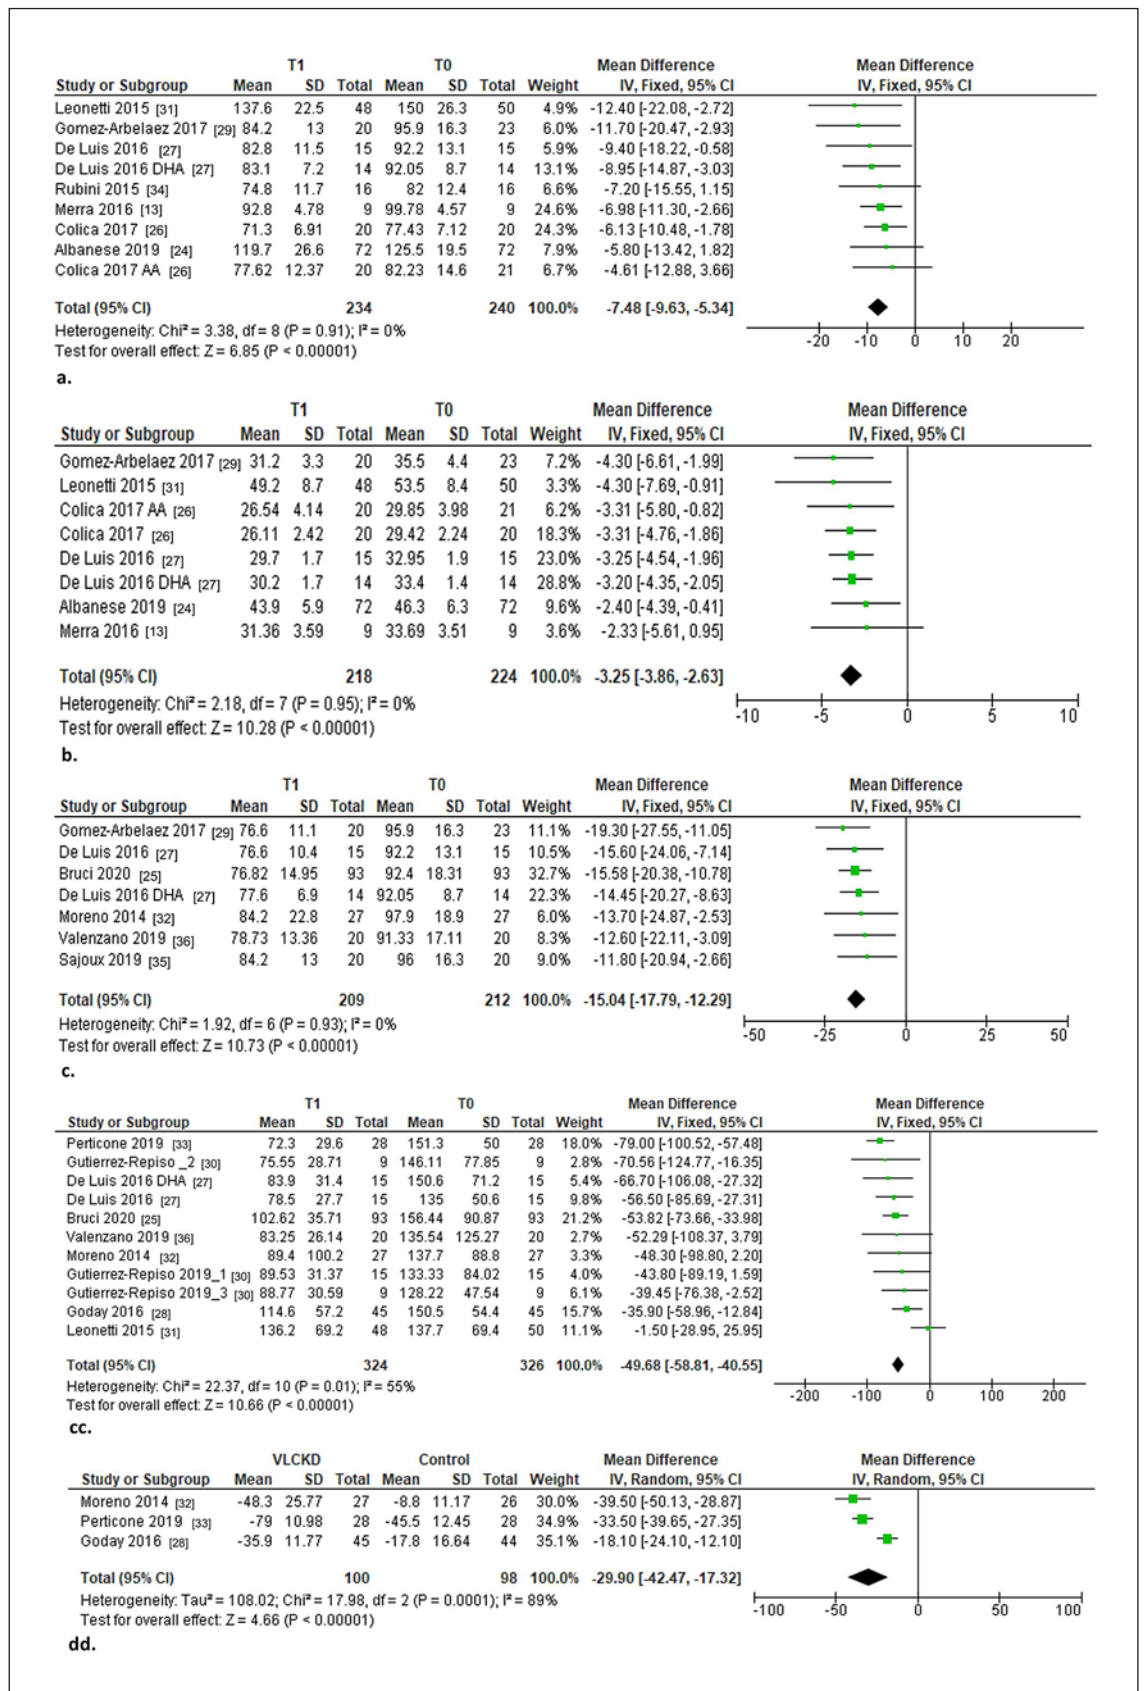 T1 T0 Mean Difference Mean Difference
Study or Subgroup Mean SD Total Mean SD Total Weight IV, Fixed, 95% CI IV, Fixed, 95% CI
Leonetti 2015 [31] 137.6 22.5 48 150 26.3 50 4.9% -12.40 [-22.08, -2.72]
Gomez-Arbelaez 2017 [29] 84.2 13 20 95.9 16.3 23 6.0% -11.70 [-20.47, -2.93]
De Luis 2016 [27] 82.8 11.5 15 92.2 13.1 15 5.9% -9.40 [-18.22, -0.58]
De Luis 2016 DHA [27] 83.1 7.2 14 92.05 8.7 14 13.1% -8.95 [-14.87, -3.03]
Rubini 2015 [34] 74.8 11.7 16 82 12.4 16 6.6% -7.20 [-15.55, 1.15]
Merra 2016 [13] 92.8 4.78 9 99.78 4.57 9 24.6% -6.98 [-11.30, -2.66]
Colica 2017 [26] 71.3 6.91 20 77.43 7.12 20 24.3% -6.13 [-10.48, -1.78]
Albanese 2019 [24] 119.7 26.6 72 125.5 19.5 72 7.9% -5.80 [-13.42, 1.82]
Colica 2017 AA [26] 77.62 12.37 20 82.23 14.6 21 6.7% -4.61 [-12.88, 3.66]
Total (95% CI) 234 240 100.0% -7.48 [-9.63, -5.34]
Heterogeneity: Chi² = 3.38, df = 8 (P = 0.91); I² = 0%
Test for overall effect: Z = 6.85 (P < 0.00001)
-20 -10 0 10 20
a.
T1 T0 Mean Difference Mean Difference
Study or Subgroup Mean SD Total Mean SD Total Weight IV, Fixed, 95% CI IV, Fixed, 95% CI
Gomez-Arbelaez 2017 [29] 31.2 3.3 20 35.5 4.4 23 7.2% -4.30 [-6.61, -1.99]
Leonetti 2015 [31] 49.2 8.7 48 53.5 8.4 50 3.3% -4.30 [-7.69, -0.91]
Colica 2017 AA [26] 26.54 4.14 20 29.85 3.98 21 6.2% -3.31 [-5.80, -0.82]
Colica 2017 [26] 26.11 2.42 20 29.42 2.24 20 18.3% -3.31 [-4.76, -1.86]
De Luis 2016 [27] 29.7 1.7 15 32.95 1.9 15 23.0% -3.25 [-4.54, -1.96]
De Luis 2016 DHA [27] 30.2 1.7 14 33.4 1.4 14 28.8% -3.20 [-4.35, -2.05]
Albanese 2019 [24] 43.9 5.9 72 46.3 6.3 72 9.6% -2.40 [-4.39, -0.41]
Merra 2016 [13] 31.36 3.59 9 33.69 3.51 9 3.6% -2.33 [-5.61, 0.95]
Total (95% CI) 218 224 100.0% -3.25 [-3.86, -2.63]
Heterogeneity: Chi² = 2.18, df = 7 (P = 0.95); I² = 0%
Test for overall effect: Z = 10.28 (P < 0.00001)
-10 -5 0 5 10
b.
T1 T0 Mean Difference Mean Difference
Study or Subgroup Mean SD Total Mean SD Total Weight IV, Fixed, 95% CI IV, Fixed, 95% CI
Gomez-Arbelaez 2017 [29] 76.6 11.1 20 95.9 16.3 23 11.1% -19.30 [-27.55, -11.05]
De Luis 2016 [27] 76.6 10.4 15 92.2 13.1 15 10.5% -15.60 [-24.06, -7.14]
Bruci 2020 [25] 76.82 14.95 93 92.4 18.31 93 32.7% -15.58 [-20.38, -10.78]
De Luis 2016 DHA [27] 77.6 6.9 14 92.05 8.7 14 22.3% -14.45 [-20.27, -8.63]
Moreno 2014 [32] 84.2 22.8 27 97.9 18.9 27 6.0% -13.70 [-24.87, -2.53]
Valenzano 2019 [36] 78.73 13.36 20 91.33 17.11 20 8.3% -12.60 [-22.11, -3.09]
Sajoux 2019 [35] 84.2 13 20 96 16.3 20 9.0% -11.80 [-20.94, -2.66]
Total (95% CI) 209 212 100.0% -15.04 [-17.79, -12.29]
Heterogeneity: Chi² = 1.92, df = 6 (P = 0.93); I² = 0%
Test for overall effect: Z = 10.73 (P < 0.00001)
-50 -25 0 25 50
c.
T1 T0 Mean Difference Mean Difference
Study or Subgroup Mean SD Total Mean SD Total Weight IV, Fixed, 95% CI IV, Fixed, 95% CI
Perticone 2019 [33] 72.3 29.6 28 151.3 50 28 18.0% -79.00 [-100.52, -57.48]
Gutierrez-Repiso _2 [30] 75.55 28.71 9 146.11 77.85 9 2.8% -70.56 [-124.77, -16.35]
De Luis 2016 DHA [27] 83.9 31.4 15 150.6 71.2 15 5.4% -66.70 [-106.08, -27.32]
De Luis 2016 [27] 78.5 27.7 15 135 50.6 15 9.8% -56.50 [-85.69, -27.31]
Bruci 2020 [25] 102.62 35.71 93 156.44 90.87 93 21.2% -53.82 [-73.66, -33.98]
Valenzano 2019 [36] 83.25 26.14 20 135.54 125.27 20 2.7% -52.29 [-108.37, 3.79]
Moreno 2014 [32] 89.4 100.2 27 137.7 88.8 27 3.3% -48.30 [-98.80, 2.20]
Gutierrez-Repiso 2019_1 [30] 89.53 31.37 15 133.33 84.02 15 4.0% -43.80 [-89.19, 1.59]
Gutierrez-Repiso 2019_3 [30] 88.77 30.59 9 128.22 47.54 9 6.1% -39.45 [-76.38, -2.52]
Goday 2016 [28] 114.6 57.2 45 150.5 54.4 45 15.7% -35.90 [-58.96, -12.84]
Leonetti 2015 [31] 136.2 69.2 48 137.7 69.4 50 11.1% -1.50 [-28.95, 25.95]
Total (95% CI) 324 326 100.0% -49.68 [-58.81, -40.55]
Heterogeneity: Chi² = 22.37, df = 10 (P = 0.01); I² = 55%
Test for overall effect: Z = 10.66 (P < 0.00001)
-200 -100 0 100 200
cc.
VLCKD Control Mean Difference Mean Difference
Study or Subgroup Mean SD Total Mean SD Total Weight IV, Random, 95% CI IV, Random, 95% CI
Moreno 2014 [32] -48.3 25.77 27 -8.8 11.17 26 30.0% -39.50 [-50.13, -28.87]
Perticone 2019 [33] -79 10.98 28 -45.5 12.45 28 34.9% -33.50 [-39.65, -27.35]
Goday 2016 [28] -35.9 11.77 45 -17.8 16.64 44 35.1% -18.10 [-24.10, -12.10]
Total (95% CI) 100 98 100.0% -29.90 [-42.47, -17.32]
Heterogeneity: Tau² = 108.02; Chi² = 17.98, df = 2 (P = 0.0001); I² = 89%
Test for overall effect: Z = 4.66 (P < 0.00001)
-100 -50 0 50 100
dd.